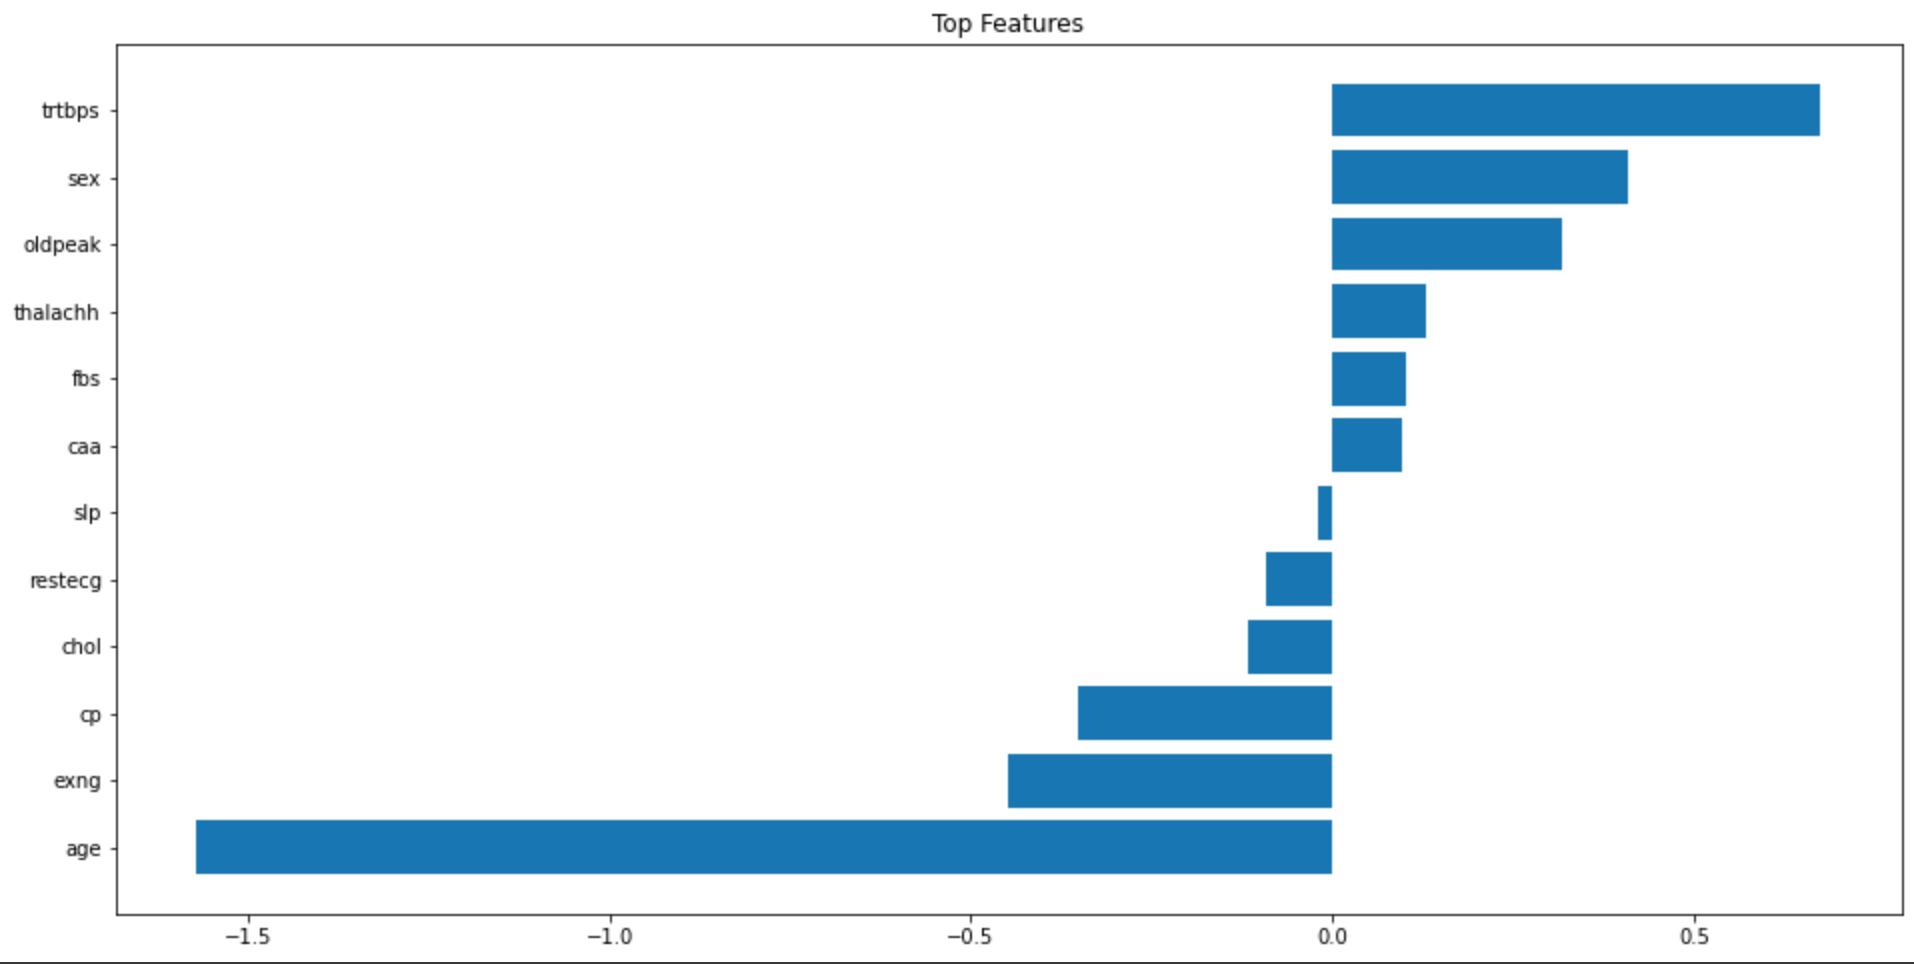 Top Features
trtbps
sex
oldpeak
thalachh
fbs
caa
slp
restecg
chol
cp
exng
age
−1.5 −1.0 −0.5 0.0 0.5